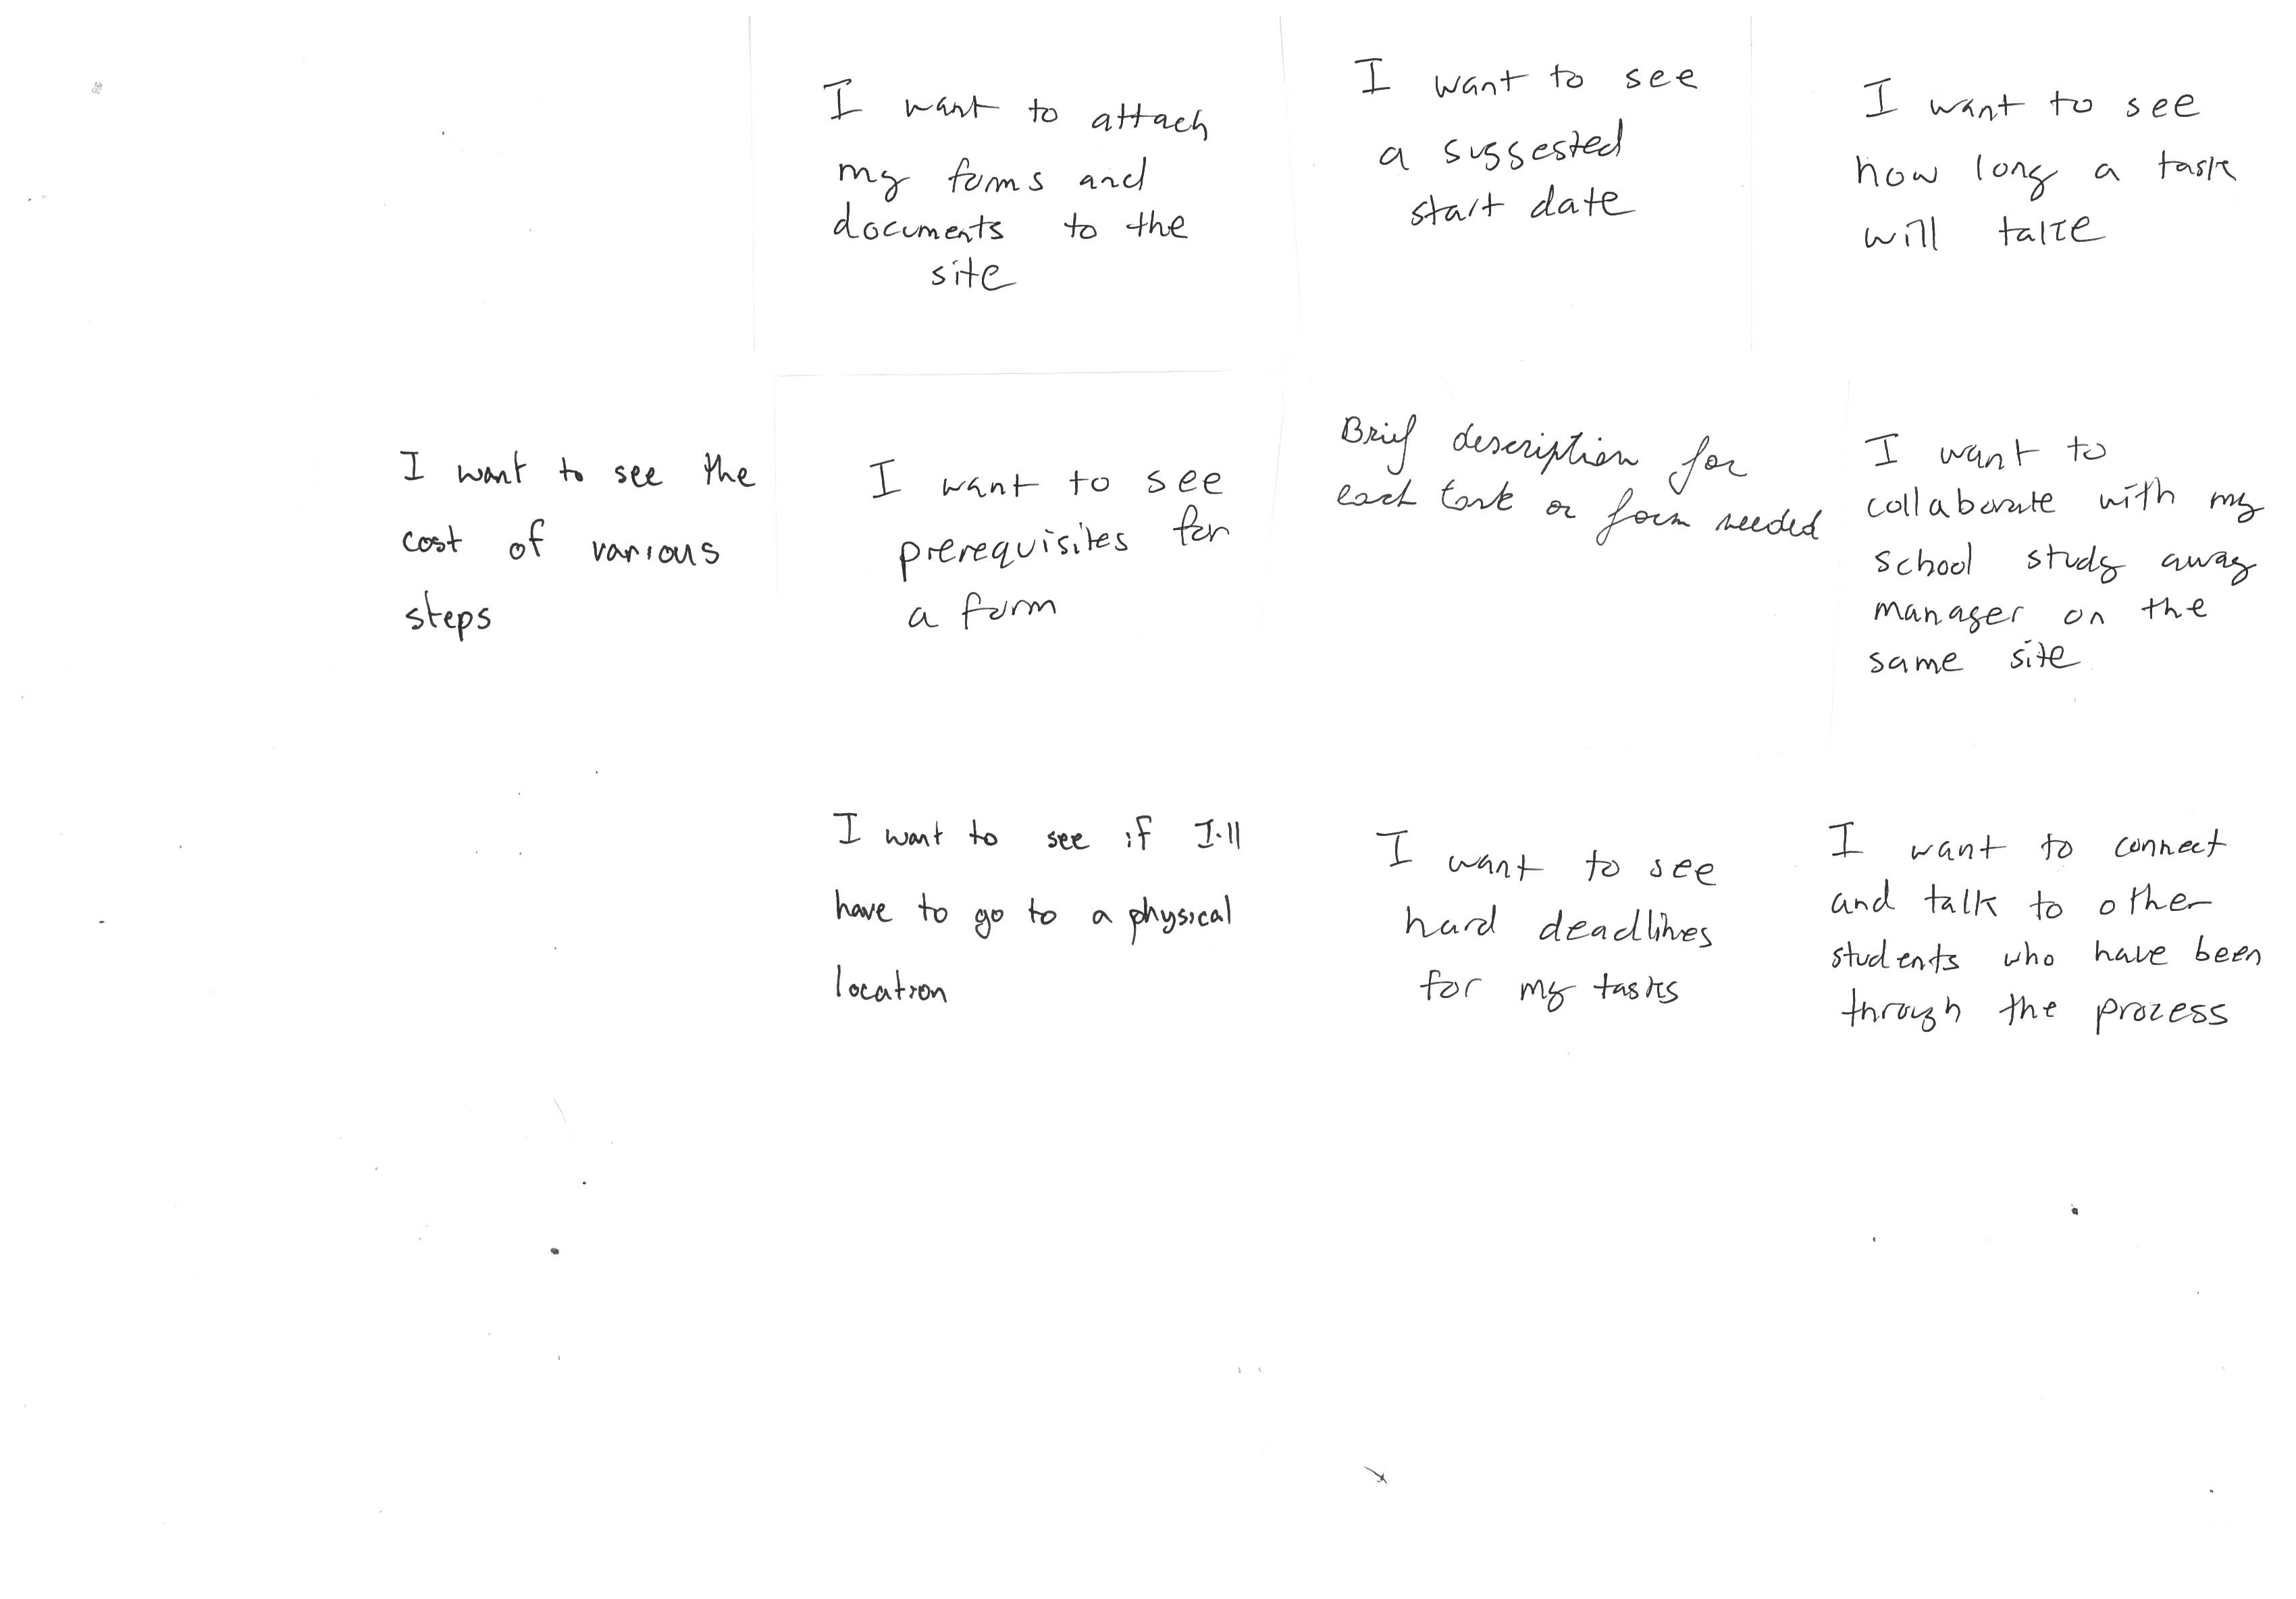 I want to attach
my forms and
documents to the
site
I want to see
a suggested
start date
I want to see
how long a task
will take
I want to see the
cost of various
steps
I want to see
prerequisites for
a form
Brief description for
each task or form needed
I want to
collaborate with my
school study away
manager on the
same site
I want to see if I'll
have to go to a physical
location
I want to see
hard deadlines
for my tasks
I want to connect
and talk to other
students who have been
through the process